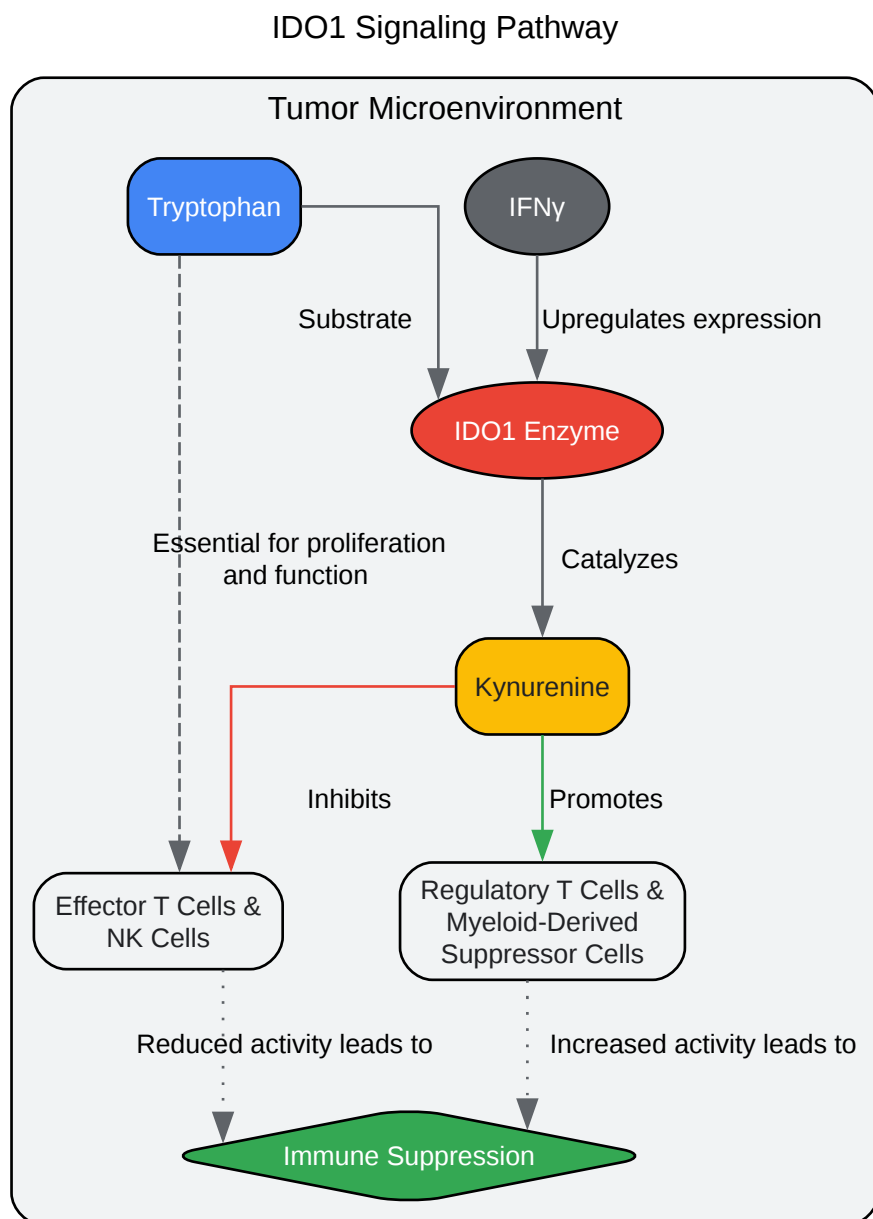 IDO1 Signaling Pathway
Tumor Microenvironment
Tryptophan
IFNγ
Substrate
Upregulates expression
IDO1 Enzyme
Essential for proliferation
and function
Catalyzes
Kynurenine
Inhibits
Promotes
Effector T Cells &
NK Cells
Regulatory T Cells &
Myeloid-Derived
Suppressor Cells
Reduced activity leads to
Increased activity leads to
Immune Suppression